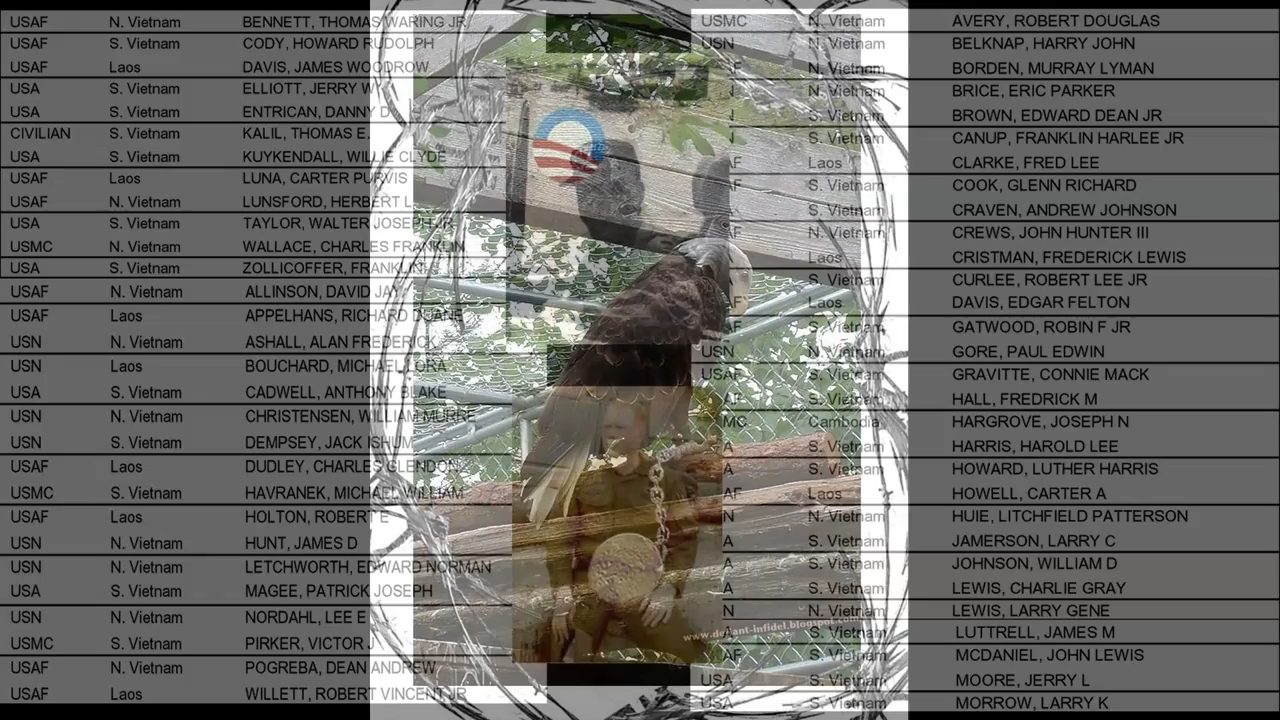 USAF N. Vietnam BENNETT, THOMAS WARING JR
USAF S. Vietnam CODY, HOWARD RUDOLPH
USAF Laos DAVIS, JAMES WOODROW
USA S. Vietnam ELLIOTT, JERRY W
USA S. Vietnam ENTRICAN, DANNY D
CIVILIAN S. Vietnam KALIL, THOMAS E.
USA S. Vietnam KUYKENDALL, WILLIE CLYDE
USAF Laos LUNA, CARTER PURVIS
USAF N. Vietnam LUNSFORD, HERBERT L
USA S. Vietnam TAYLOR, WALTER JOSEPH JR
USMC N. Vietnam WALLACE, CHARLES FRANKLIN
USA S. Vietnam ZOLLICOFFER, FRANKLIN
USAF N. Vietnam ALLINSON, DAVID JAY
USAF Laos APPELHANS, RICHARD DUANE
USN N. Vietnam ASHALL, ALAN FREDERICK
USN Laos BOUCHARD, MICHAEL LORA
USA S. Vietnam CADWELL, ANTHONY BLAKE
USN N. Vietnam CHRISTENSEN, WILLIAM MURRE
USN S. Vietnam DEMPSEY, JACK ISHUM
USAF Laos DUDLEY, CHARLES GLENDON
USMC S. Vietnam HAVRANEK, MICHAEL WILLIAM
USAF Laos HOLTON, ROBERT E
USN N. Vietnam HUNT, JAMES D
USN N. Vietnam LETCHWORTH, EDWARD NORMAN
USA S. Vietnam MAGEE, PATRICK JOSEPH
USN N. Vietnam NORDAHL, LEE E
USMC S. Vietnam PIRKER, VICTOR J
USAF N. Vietnam POGREBA, DEAN ANDREW
USAF Laos WILLETT, ROBERT VINCENT JR
USMC N. Vietnam AVERY, ROBERT DOUGLAS
USN N. Vietnam BELKNAP, HARRY JOHN
N. Vietnam BORDEN, MURRAY LYMAN
N. Vietnam BRICE, ERIC PARKER
S. Vietnam BROWN, EDWARD DEAN JR
S. Vietnam CANUP, FRANKLIN HARLEE JR
Laos CLARKE, FRED LEE
S. Vietnam COOK, GLENN RICHARD
S. Vietnam CRAVEN, ANDREW JOHNSON
N. Vietnam CREWS, JOHN HUNTER III
Laos CRISTMAN, FREDERICK LEWIS
S. Vietnam CURLEE, ROBERT LEE JR
Laos DAVIS, EDGAR FELTON
S. Vietnam GATWOOD, ROBIN F JR
USN N. Vietnam GORE, PAUL EDWIN
USAF S. Vietnam GRAVITTE, CONNIE MACK
S. Vietnam HALL, FREDRICK M
Cambodia HARGROVE, JOSEPH N
S. Vietnam HARRIS, HAROLD LEE
S. Vietnam HOWARD, LUTHER HARRIS
Laos HOWELL, CARTER A
N. Vietnam HUIE, LITCHFIELD PATTERSON
S. Vietnam JAMERSON, LARRY C
S. Vietnam JOHNSON, WILLIAM D
S. Vietnam LEWIS, CHARLIE GRAY
N. Vietnam LEWIS, LARRY GENE
S. Vietnam LUTTRELL, JAMES M
S. Vietnam MCDANIEL, JOHN LEWIS
USA S. Vietnam MOORE, JERRY L
USA S. Vietnam MORROW, LARRY K
www.defiant-infidel.blogspot.com